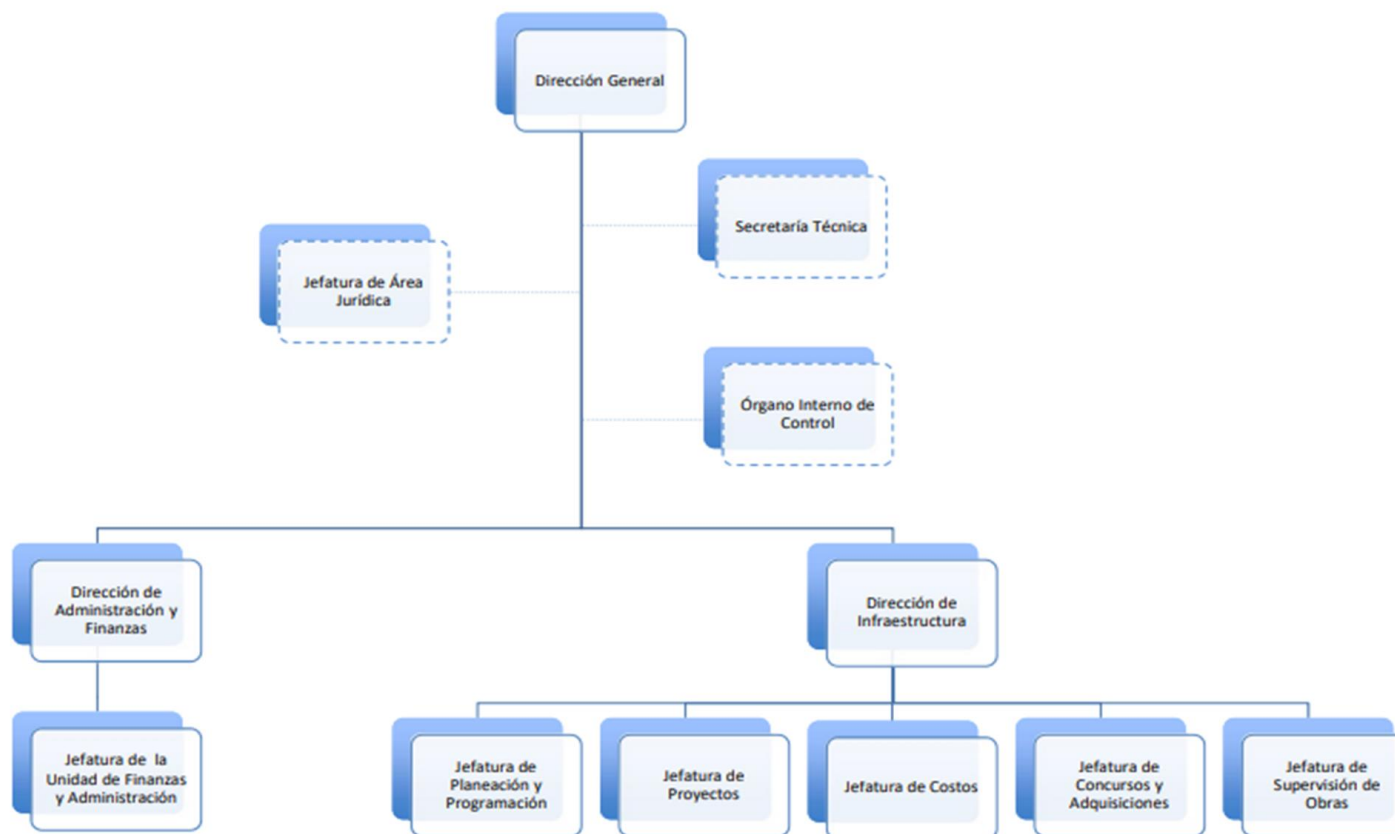 Dirección General
Secretaría Técnica
Jefatura de Área
Jurídica
Órgano Interno de
Control
Dirección de
Administración y
Finanzas
Dirección de
Infraestructura
Jefatura de la
Unidad de Finanzas
y Administración
Jefatura de
Planeación y
Programación
Jefatura de
Proyectos
Jefatura de Costos
Jefatura de
Concursos y
Adquisiciones
Jefatura de
Supervisión de
Obras